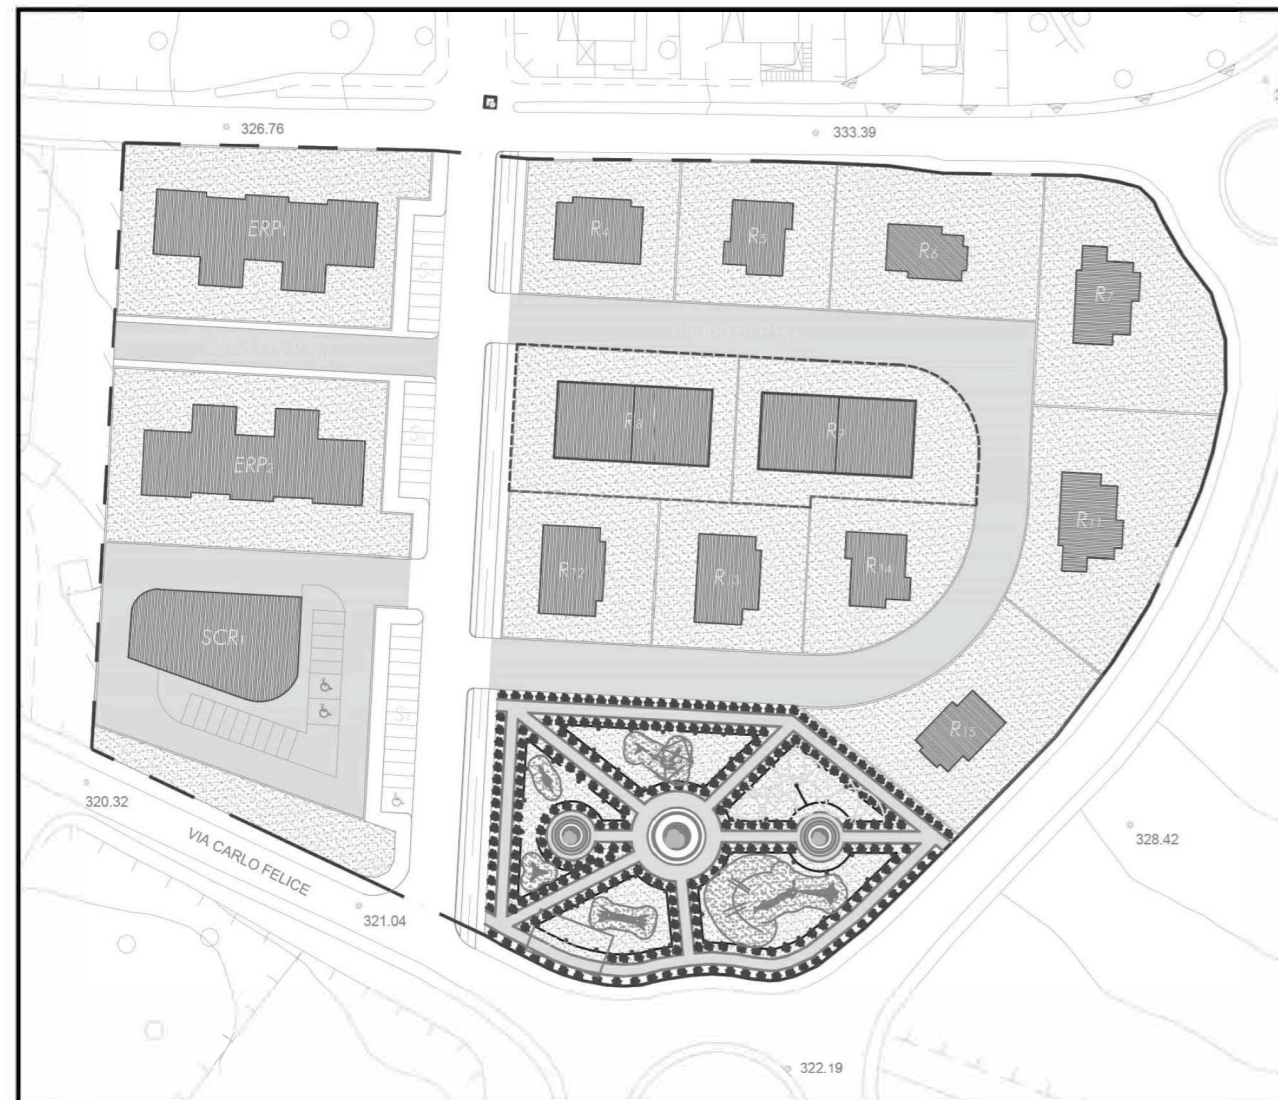 326.76
333.39
ERP1
R4
R5
R6
R7
R8
R9
ERP2
R11
R12
R13
R14
SCR1
R15
320.32
VIA CARLO FELICE
321.04
328.42
322.19